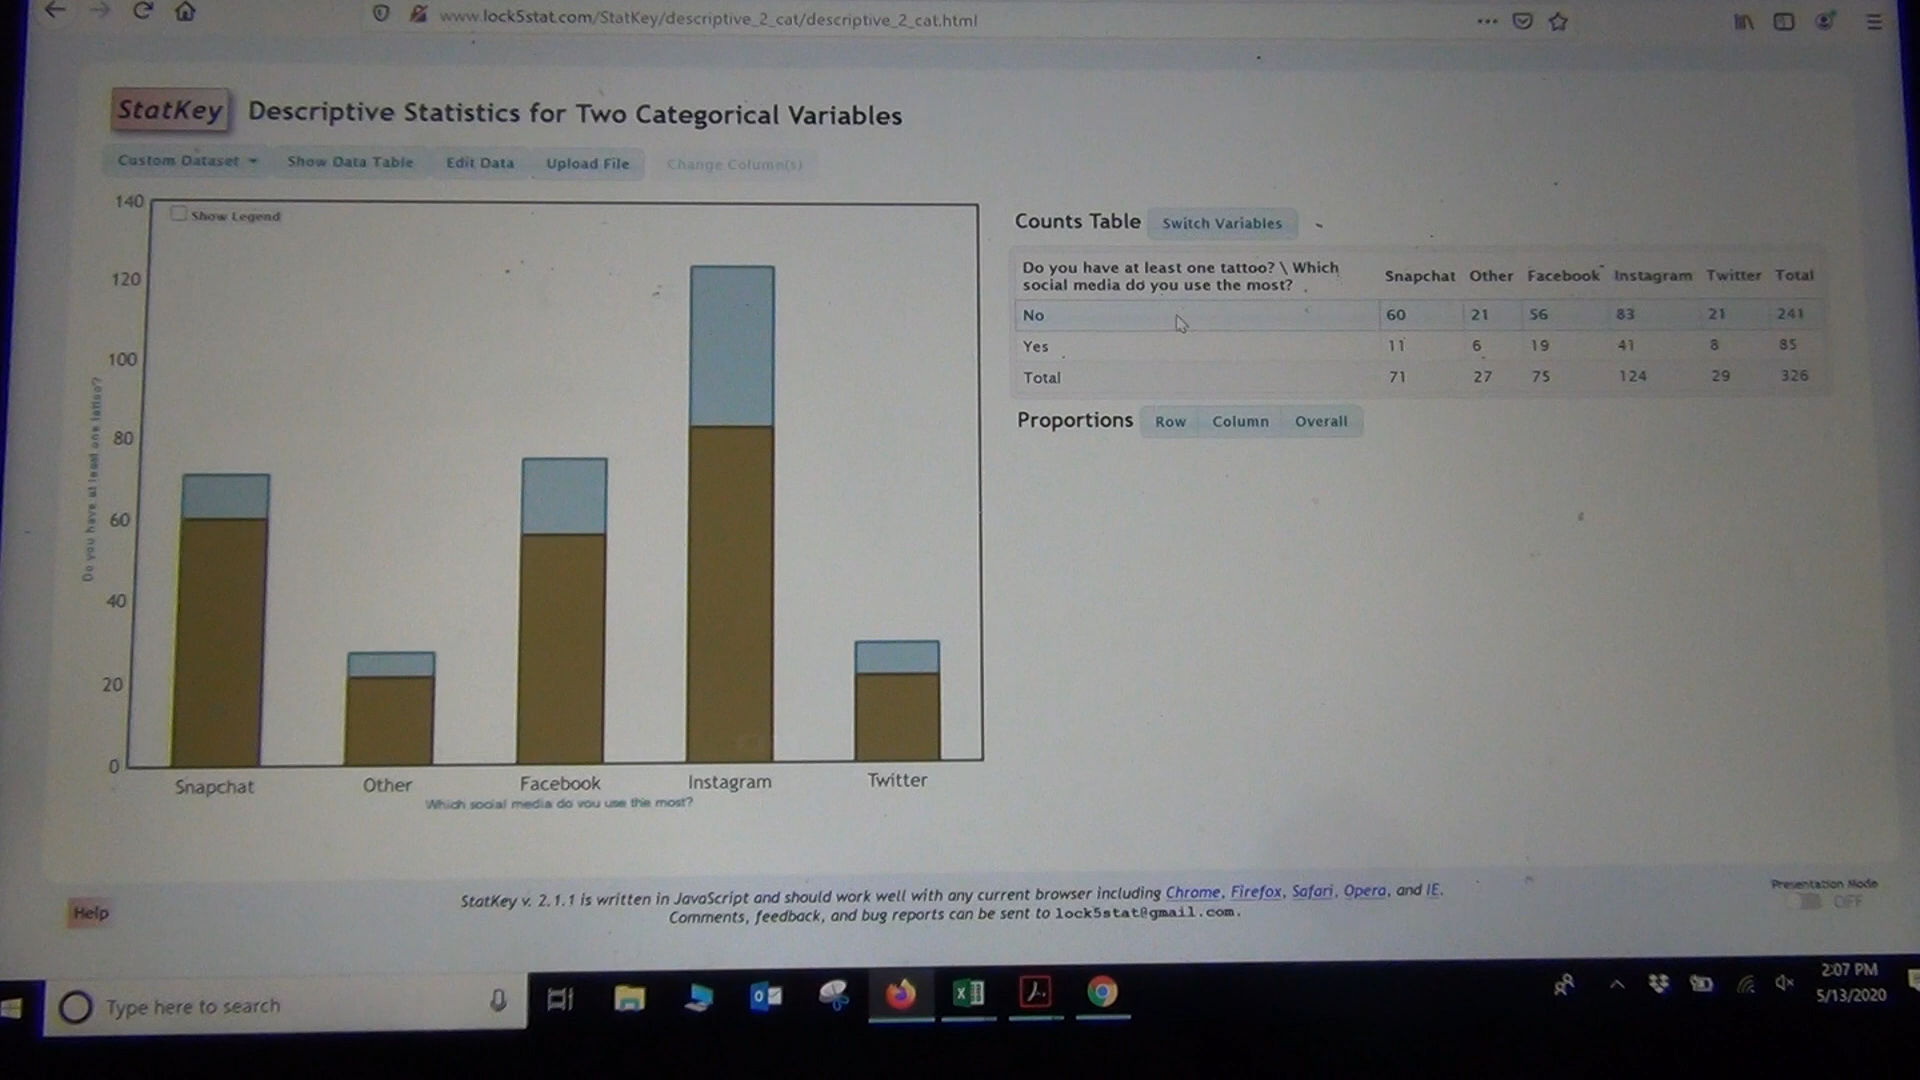 www.lock5stat.com/StatKey/descriptive_2_cat/descriptive_2_cat.html
StatKey Descriptive Statistics for Two Categorical Variables
Custom Dataset Show Data Table Edit Data Upload File Change Column(s)
Show Legend
140
120
100
80
60
40
20
0
Do you have at least one tattoo?
Snapchat Other Facebook Instagram Twitter
Which social media do you use the most?
Counts Table Switch Variables
Do you have at least one tattoo? \ Which
social media do you use the most?
Snapchat Other Facebook Instagram Twitter Total
No 60 21 56 83 21 241
Yes 11 6 19 41 8 85
Total 71 27 75 124 29 326
Proportions Row Column Overall
Help
StatKey v. 2.1.1 is written in JavaScript and should work well with any current browser including Chrome, Firefox, Safari, Opera, and IE.
Comments, feedback, and bug reports can be sent to lock5stat@gmail.com.
Presentation Mode
OFF
Type here to search
2:07 PM
5/13/2020